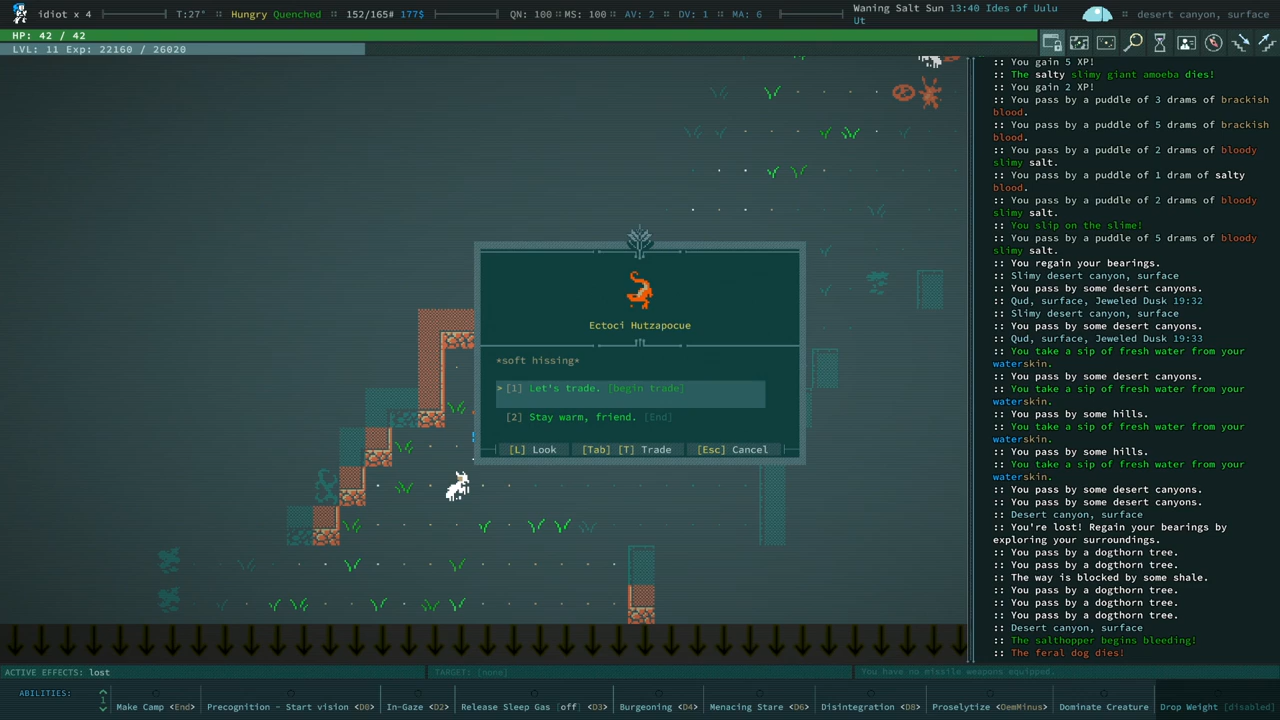 idiot x 4 T:27° :: Hungry Quenched :: 152/165# 177$ QN: 100 :: MS: 100 :: AV: 2 :: DV: 1 :: MA: 6 Waning Salt Sun 13:40 Ides of Uulu Ut :: desert canyon, surface
HP: 42 / 42
LVL: 11 Exp: 22160 / 26020
:: You gain 5 XP!
:: The salty slimy giant amoeba dies!
:: You gain 2 XP!
:: You pass by a puddle of 3 drams of brackish
blood.
:: You pass by a puddle of 5 drams of brackish
blood.
:: You pass by a puddle of 2 drams of bloody
slimy salt.
:: You pass by a puddle of 1 dram of salty
blood.
:: You pass by a puddle of 2 drams of bloody
slimy salt.
:: You slip on the slime!
:: You pass by a puddle of 5 drams of bloody
slimy salt.
:: You regain your bearings.
:: Slimy desert canyon, surface
:: You pass by some desert canyons.
:: Qud, surface, Jeweled Dusk 19:32
:: Slimy desert canyon, surface
:: You pass by some desert canyons.
:: Qud, surface, Jeweled Dusk 19:33
:: You take a sip of fresh water from your
waterskin.
:: You pass by some desert canyons.
:: You take a sip of fresh water from your
waterskin.
:: You pass by some hills.
:: You take a sip of fresh water from your
waterskin.
:: You pass by some hills.
:: You take a sip of fresh water from your
waterskin.
:: You pass by some desert canyons.
:: You pass by some desert canyons.
:: Desert canyon, surface
:: You're lost! Regain your bearings by
exploring your surroundings.
:: You pass by a dogthorn tree.
:: You pass by a dogthorn tree.
:: The way is blocked by some shale.
:: You pass by a dogthorn tree.
:: You pass by a dogthorn tree.
:: Desert canyon, surface
:: The salthopper begins bleeding!
:: The feral dog dies!
Ectoci Hutzapocue
*soft hissing*
> [1] Let's trade. [begin trade]
[2] Stay warm, friend. [End]
[L] Look [Tab] [T] Trade [Esc] Cancel
ACTIVE EFFECTS: lost TARGET: [none] You have no missile weapons equipped.
ABILITIES: 1 Make Camp <End> Precognition - Start vision <D0> In-Gaze <D2> Release Sleep Gas [off] <D3> Burgeoning <D4> Menacing Stare <D6> Disintegration <D8> Proselytize <OemMinus> Dominate Creature Drop Weight [disabled]